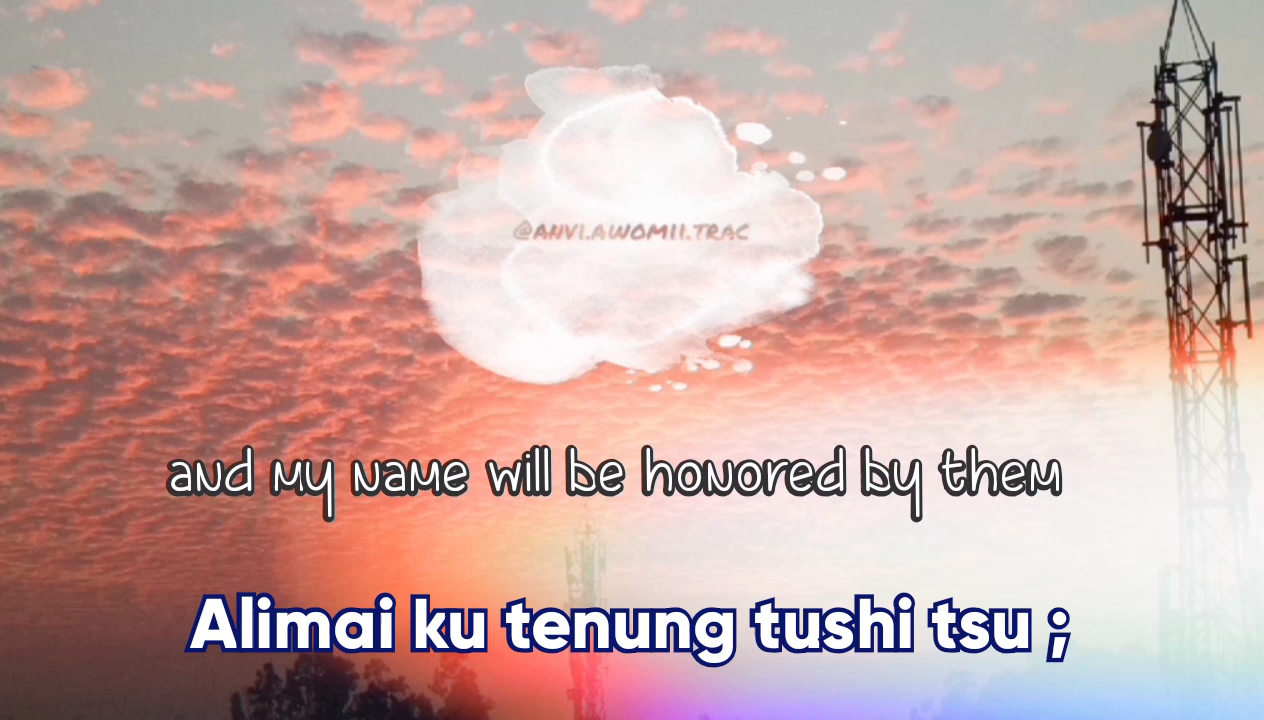 @ANVI.AWOMII.TRAC
and my name will be honored by them
Alimai ku tenung tushi tsu ;